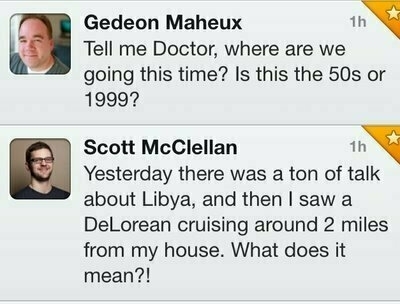 Gedeon Maheux 1h
Tell me Doctor, where are we
going this time? Is this the 50s or
1999?
Scott McClellan 1h
Yesterday there was a ton of talk
about Libya, and then I saw a
DeLorean cruising around 2 miles
from my house. What does it
mean?!